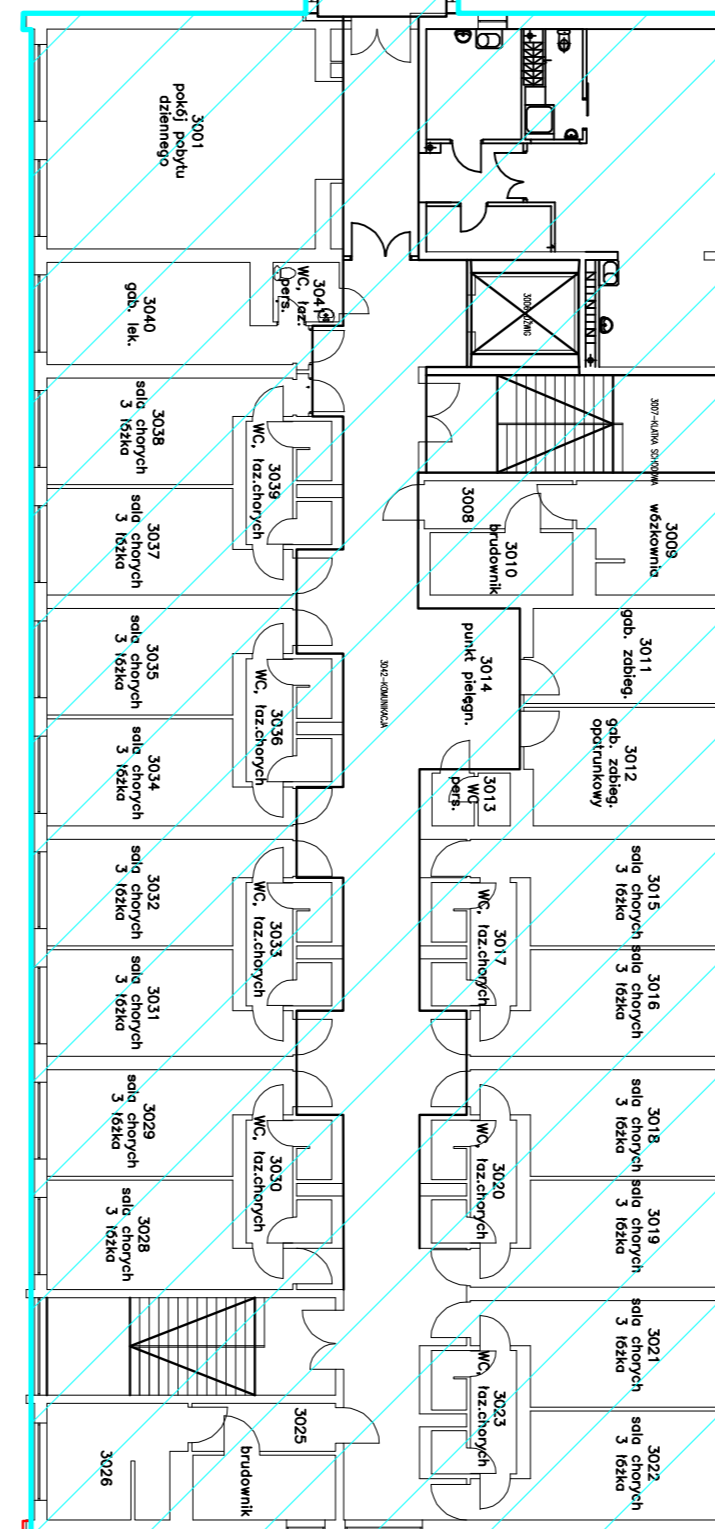 3001
pokój pobytu
dziennego
3041
WC, łaz.
pers.
3040
gab. lek.
3006-DŹWIG
3007-KLATKA SCHODOWA
3038
sala chorych
3 łóżka
3039
WC, łaz.chorych
3037
sala chorych
3 łóżka
3008
3009
wózkownia
3010
brudownik
3035
sala chorych
3 łóżka
3036
WC, łaz.chorych
3034
sala chorych
3 łóżka
3042-KOMUNIKACJA
3014
punkt pielęgn.
3011
gab. zabieg.
3012
gab. zabieg.
opatrunkowy
3013
WC
pers.
3032
sala chorych
3 łóżka
3033
WC, łaz.chorych
3031
sala chorych
3 łóżka
3015
sala chorych
3 łóżka
3017
WC, łaz.chorych
3016
sala chorych
3 łóżka
3029
sala chorych
3 łóżka
3030
WC, łaz.chorych
3028
sala chorych
3 łóżka
3018
sala chorych
3 łóżka
3020
WC, łaz.chorych
3019
sala chorych
3 łóżka
3021
sala chorych
3 łóżka
3023
WC, łaz.chorych
3022
sala chorych
3 łóżka
3025
3026
brudownik